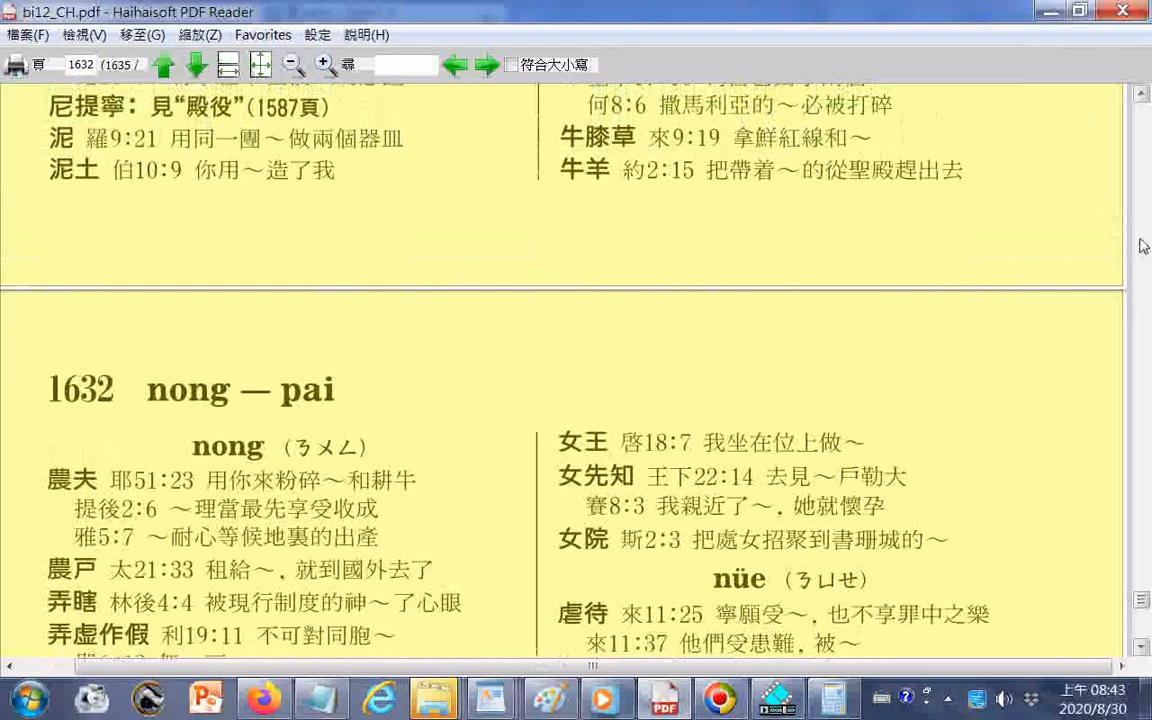 bi12_CH.pdf - Haihaisoft PDF Reader
檔案(F) 檢視(V) 移至(G) 縮放(Z) Favorites 設定 說明(H)
頁 1632 (1635 / 尋 符合大小寫
尼提寧：見“殿役”(1587頁)
泥 羅9:21 用同一團～做兩個器皿
泥土 伯10:9 你用～造了我
何8:6 撒馬利亞的～必被打碎
牛膝草 來9:19 拿鮮紅線和～
牛羊 約2:15 把帶着～的從聖殿趕出去
1632 nong — pai
nong (ㄋㄨㄥ)
農夫 耶51:23 用你來粉碎～和耕牛
提後2:6 ～理當最先享受收成
雅5:7 ～耐心等候地裏的出產
農戶 太21:33 租給～，就到國外去了
弄瞎 林後4:4 被現行制度的神～了心眼
弄虛作假 利19:11 不可對同胞～
女王 啓18:7 我坐在位上做～
女先知 王下22:14 去見～戶勒大
賽8:3 我親近了～，她就懷孕
女院 斯2:3 把處女招聚到書珊城的～
nüe (ㄋㄩㄝ)
虐待 來11:25 寧願受～，也不享罪中之樂
來11:37 他們受患難，被～
PDF
上午 08:43
2020/8/30